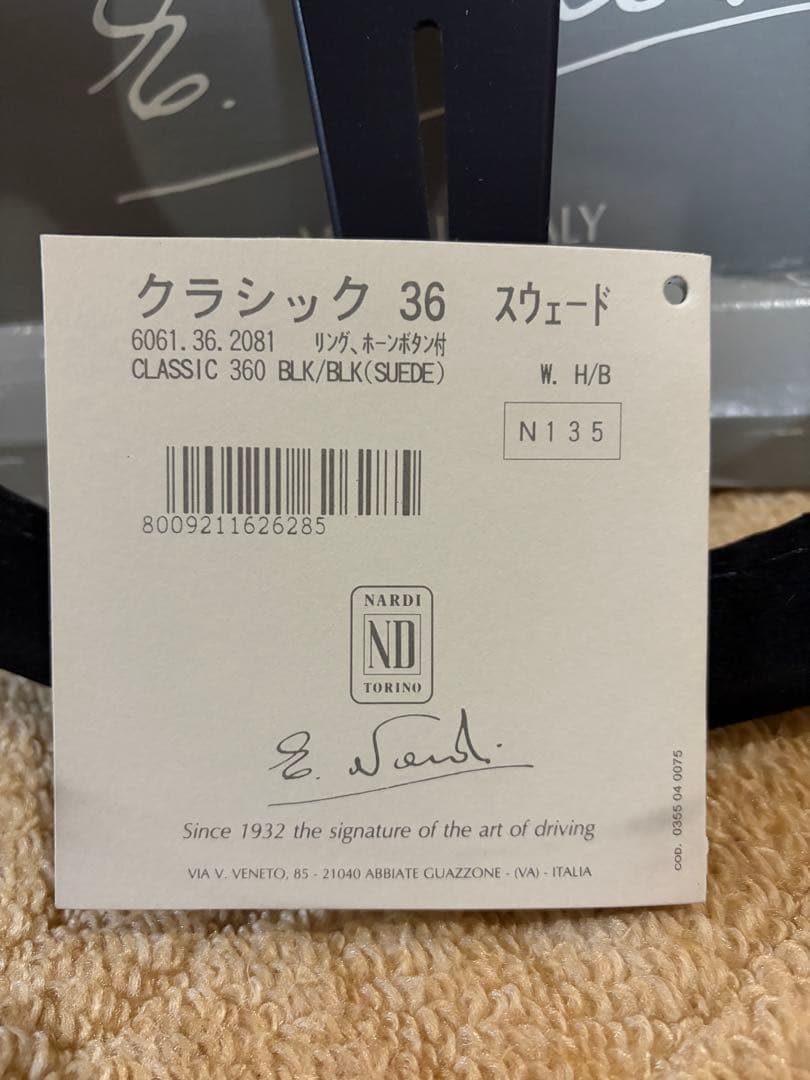 クラシック 36 スウェード
6061.36.2081 リング、ホーンボタン付
CLASSIC 360 BLK/BLK(SUEDE) W. H/B
N135
8009211626285
NARDI
ND
TORINO
E. Nardi
Since 1932 the signature of the art of driving
VIA V. VENETO, 85 - 21040 ABBIATE GUAZZONE - (VA) - ITALIA
COD. 0355 04 0075